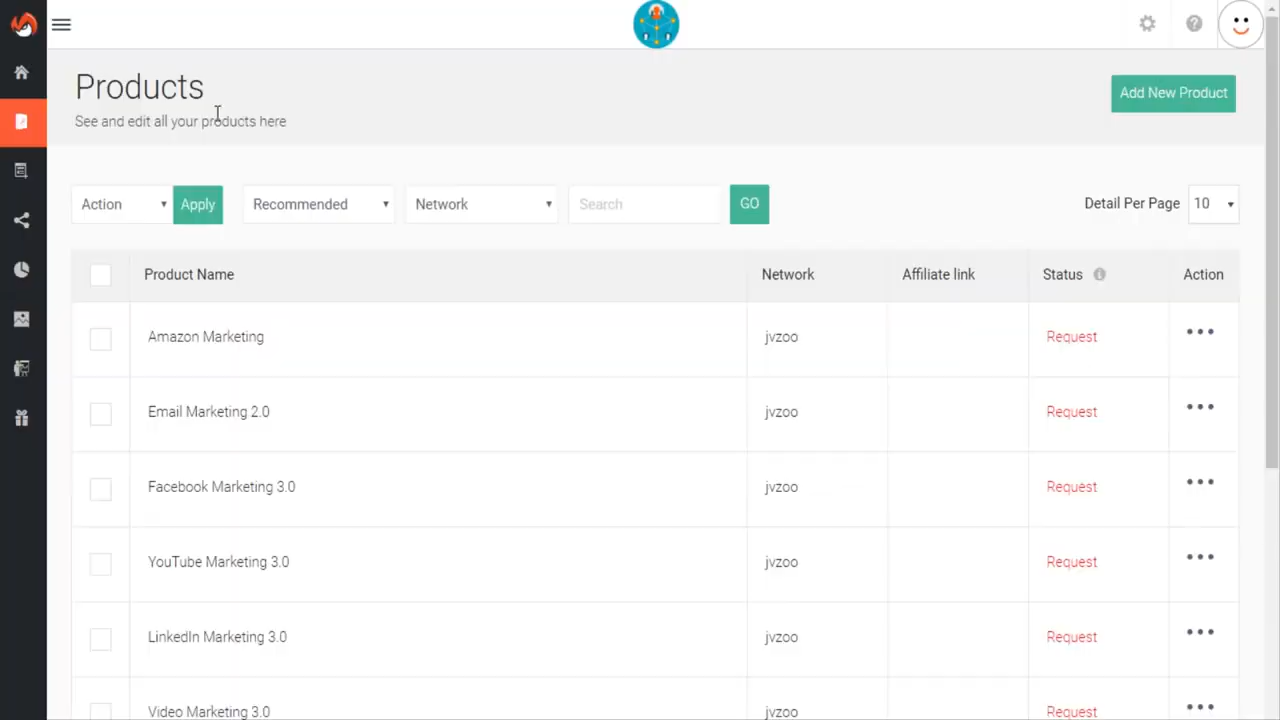 Products
See and edit all your products here
Add New Product
Action Apply Recommended Network Search GO Detail Per Page 10
Product Name Network Affiliate link Status Action
Amazon Marketing jvzoo Request
Email Marketing 2.0 jvzoo Request
Facebook Marketing 3.0 jvzoo Request
YouTube Marketing 3.0 jvzoo Request
LinkedIn Marketing 3.0 jvzoo Request
Video Marketing 3.0 jvzoo Request